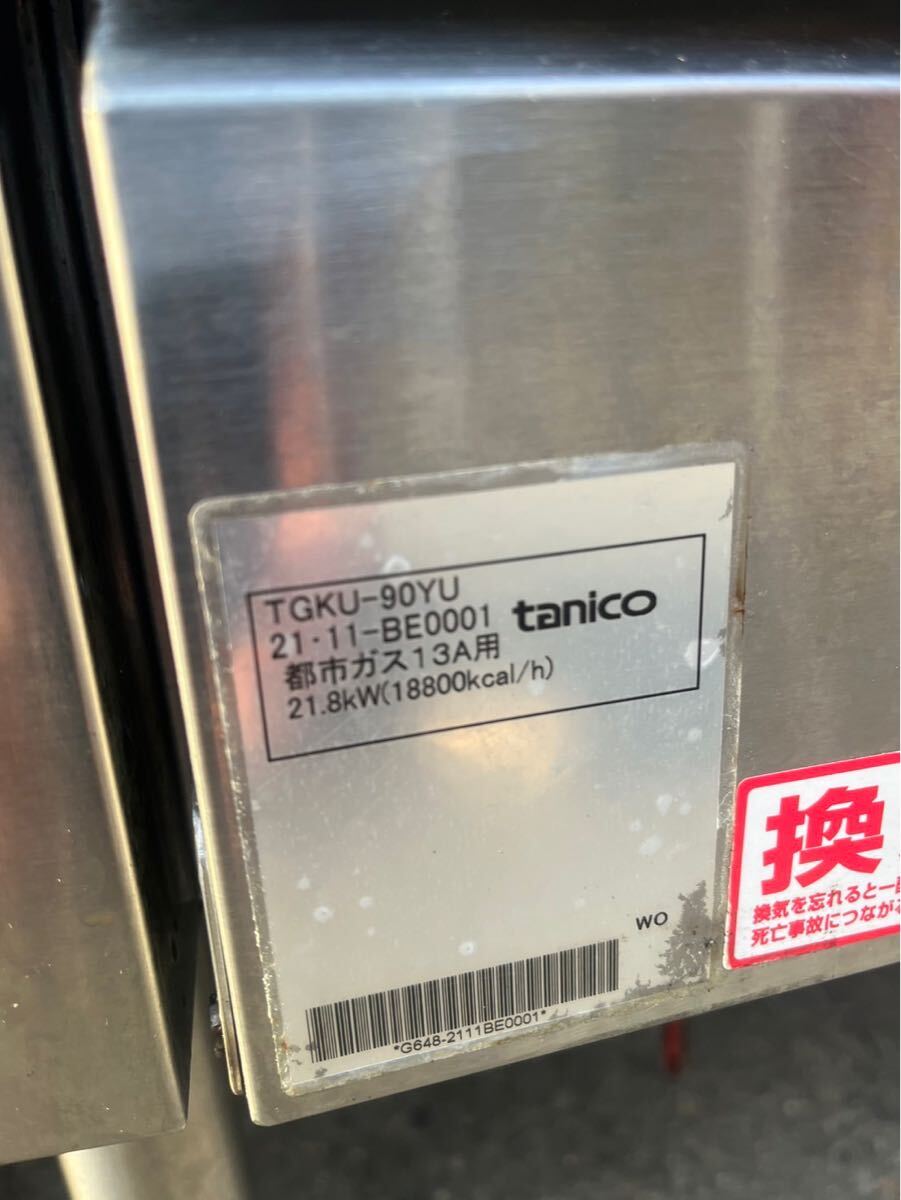 TGKU-90YU
21・11-BE0001 tanico
都市ガス13A用
21.8kW(18800kcal/h)
WO
*G648-2111BE0001*
換
換気を忘れると一
死亡事故につながる